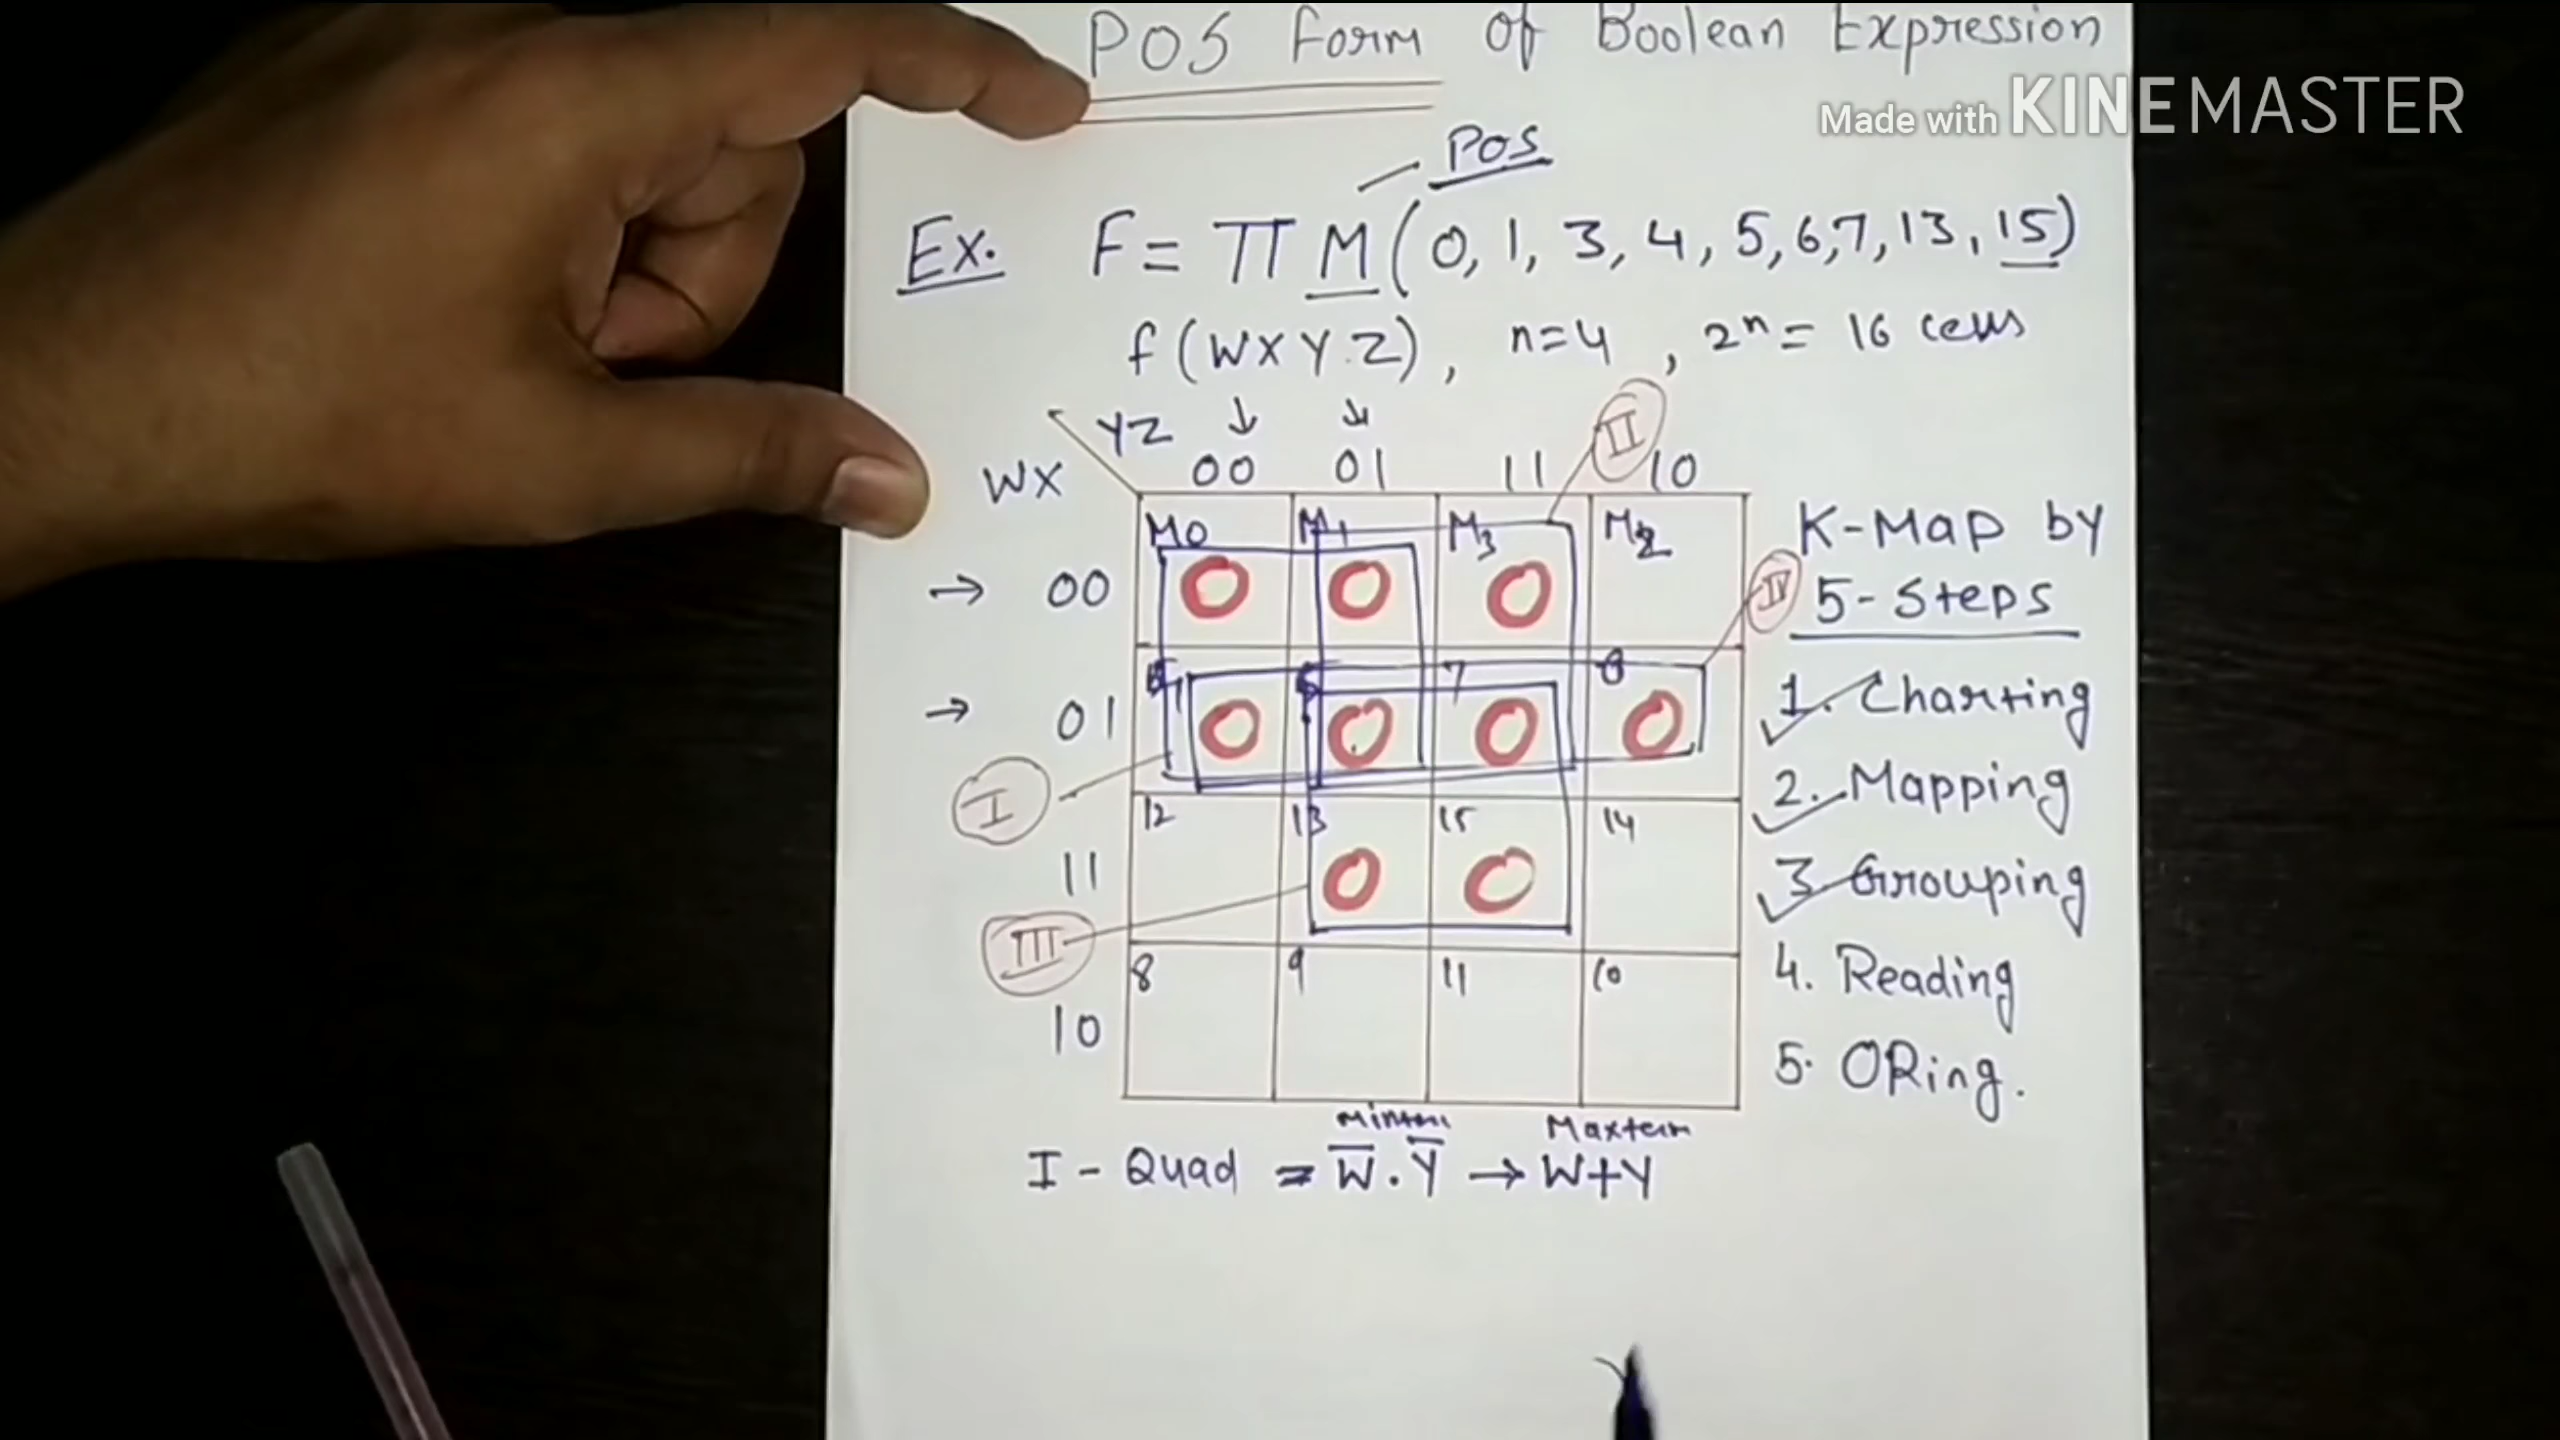 POS Form of Boolean Expression
Made with KINEMASTER
POS
Ex. F = π M (0, 1, 3, 4, 5, 6, 7, 13, 15)
f (W X Y Z) , n=4 , 2ⁿ = 16 cells
YZ 00 01 11 10
II
WX
M0 M1 M3 M2
→ 00
K-Map by
5-Steps
IV
7
→ 01
1. Charting
I
12 13 15 14
2. Mapping
11
3. Grouping
III
8 9 11 10
4. Reading
10
5. ORing.
Minterm Maxterm
I - Quad = W̅ . Y̅ → W+Y